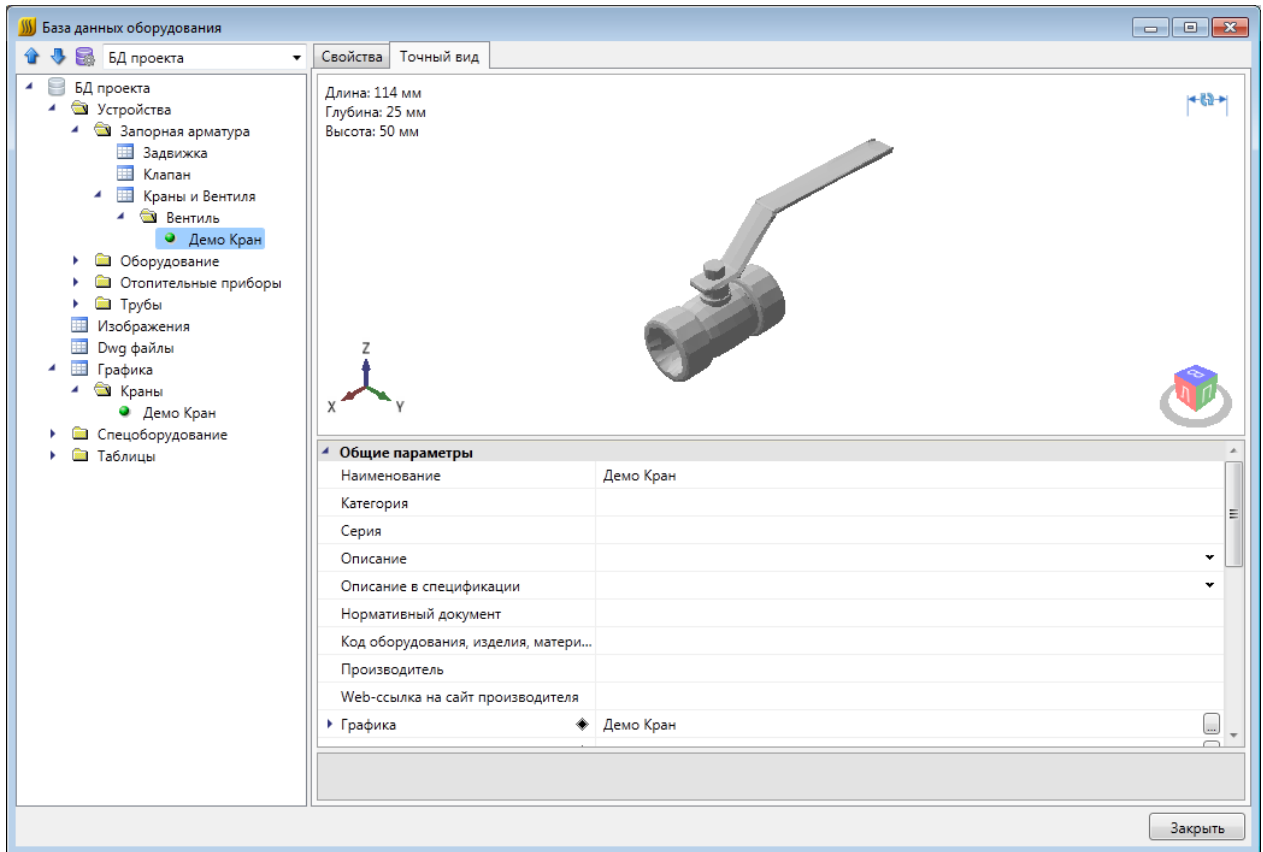 База данных оборудования
БД проекта
Свойства Точный вид
БД проекта
Устройства
Запорная арматура
Задвижка
Клапан
Краны и Вентиля
Вентиль
Демо Кран
Оборудование
Отопительные приборы
Трубы
Изображения
Dwg файлы
Графика
Краны
Демо Кран
Спецоборудование
Таблицы
Длина: 114 мм
Глубина: 25 мм
Высота: 50 мм
Z
X Y
В
Л П
Общие параметры
Наименование Демо Кран
Категория
Серия
Описание
Описание в спецификации
Нормативный документ
Код оборудования, изделия, матери...
Производитель
Web-ссылка на сайт производителя
Графика Демо Кран ...
Закрыть